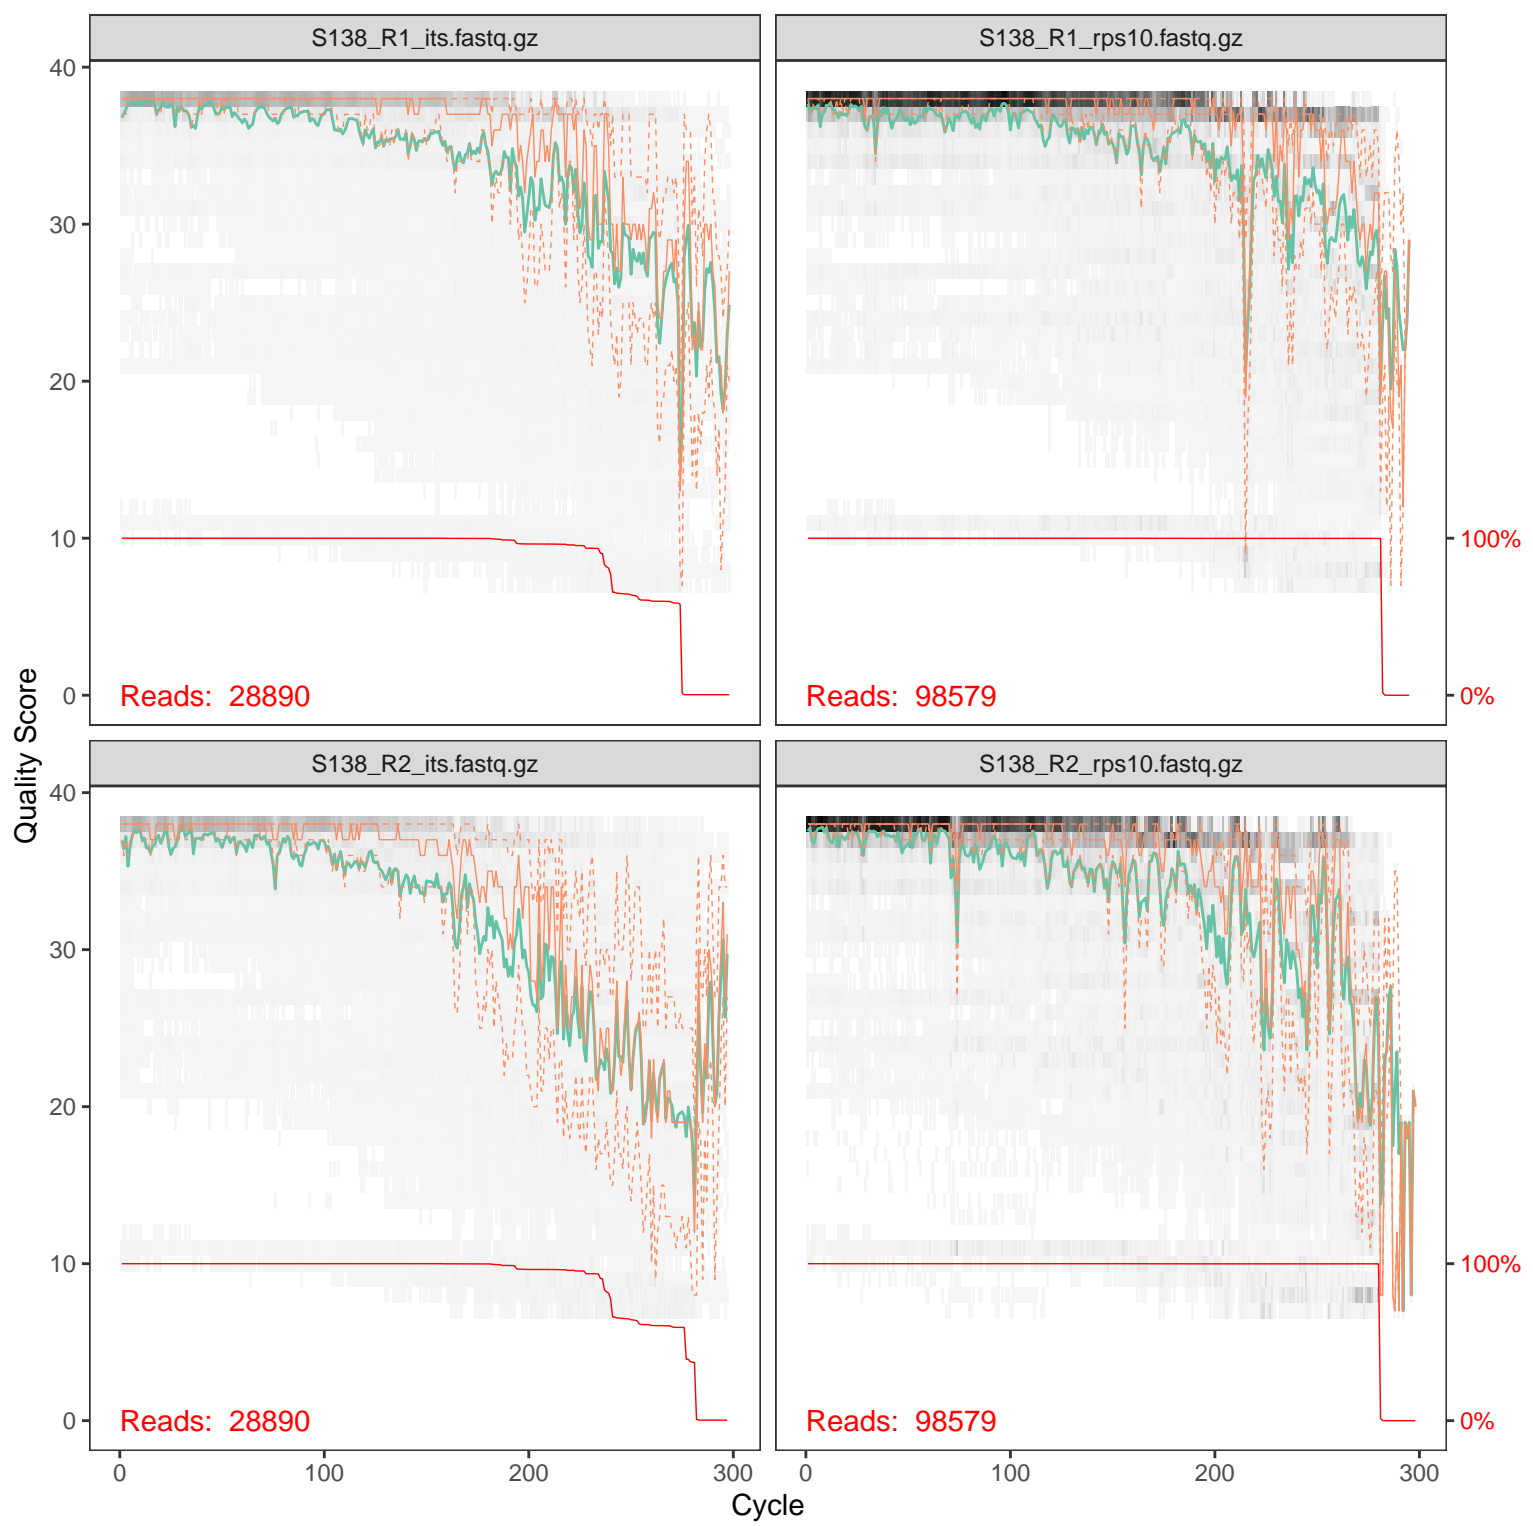 S138_R1_its.fastq.gz
S138_R1_rps10.fastq.gz
40
30
20
10
0
Reads: 28890
Reads: 98579
100%
0%
Quality Score
S138_R2_its.fastq.gz
S138_R2_rps10.fastq.gz
40
30
20
10
0
Reads: 28890
Reads: 98579
100%
0%
0 100 200 300
0 100 200 300
Cycle